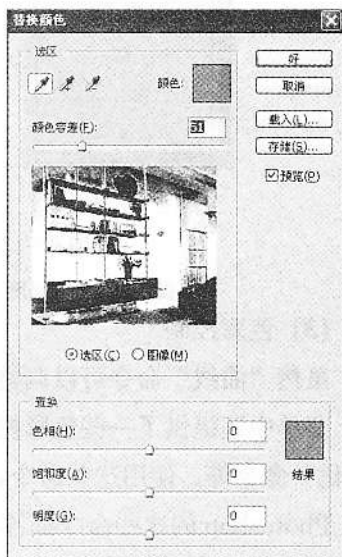 替换颜色
选区
颜色:
好
取消
载入(L)...
存储(S)...
预览(P)
颜色容差(F):
51
选区(C) 图像(M)
置换
色相(H): 0
饱和度(A): 0
明度(G): 0
结果